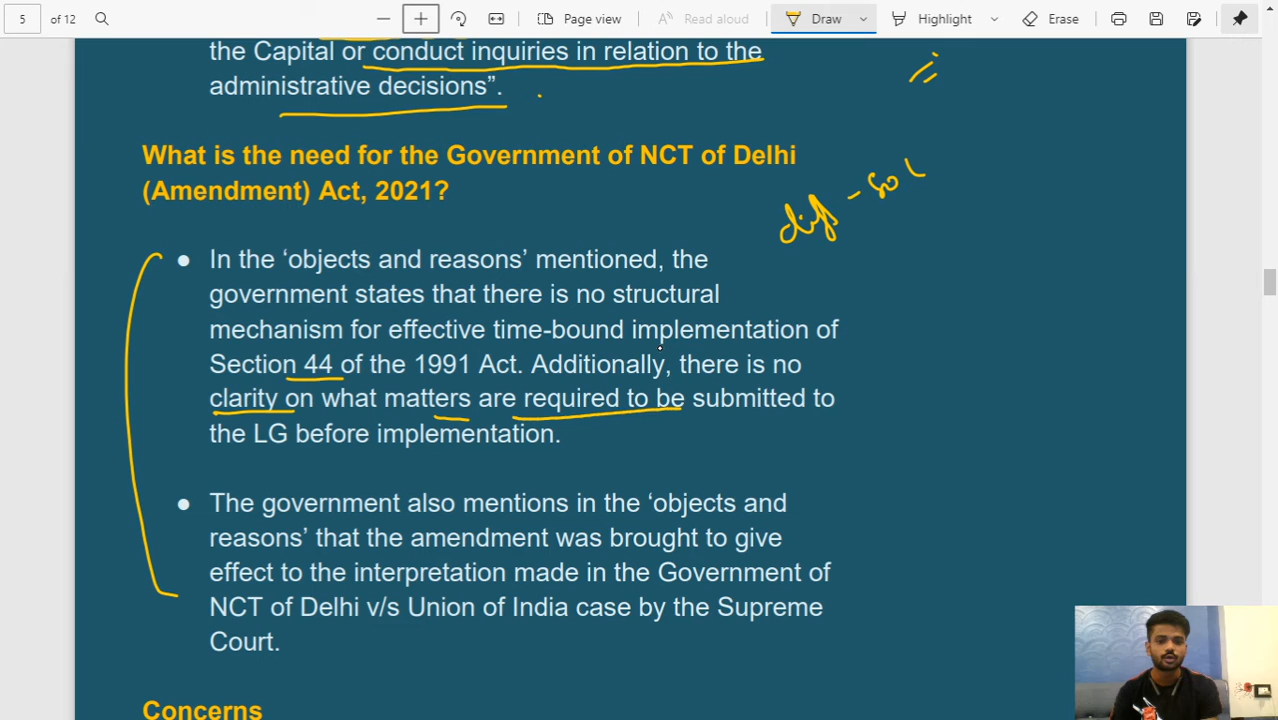 5 of 12 Page view Read aloud Draw Highlight Erase
the Capital or conduct inquiries in relation to the
administrative decisions”.
What is the need for the Government of NCT of Delhi
(Amendment) Act, 2021?
diff - sol
● In the ‘objects and reasons’ mentioned, the
government states that there is no structural
mechanism for effective time-bound implementation of
Section 44 of the 1991 Act. Additionally, there is no
clarity on what matters are required to be submitted to
the LG before implementation.
● The government also mentions in the ‘objects and
reasons’ that the amendment was brought to give
effect to the interpretation made in the Government of
NCT of Delhi v/s Union of India case by the Supreme
Court.
Concerns